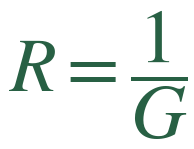 R = 1/G